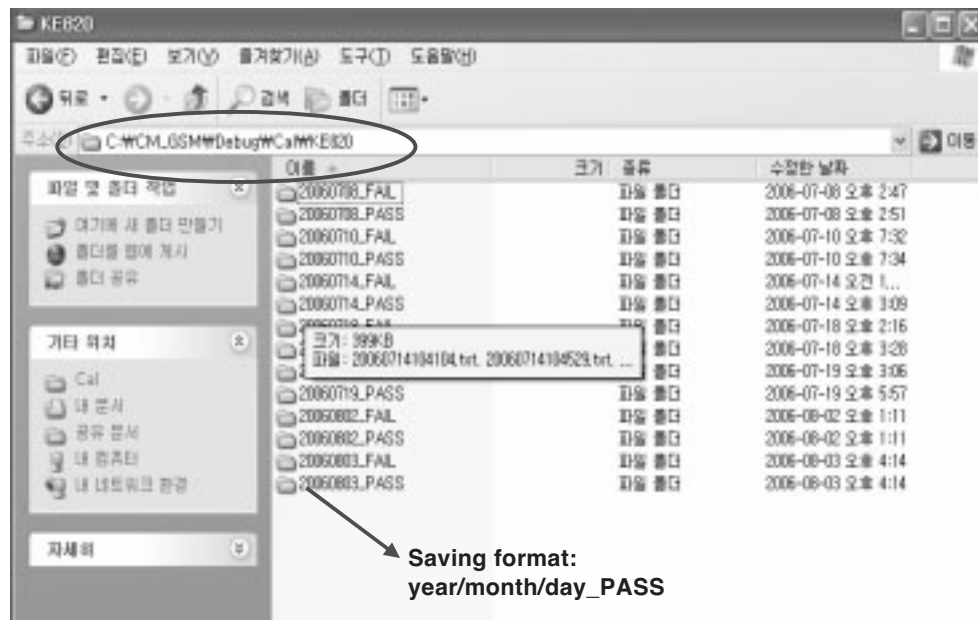 KE820
파일(F) 편집(E) 보기(V) 즐겨찾기(A) 도구(T) 도움말(H)
뒤로 검색 폴더
주소(D) C:₩CM_GSM₩Debug₩Cal₩KE820 이동
이름 크기 종류 수정한 날짜
파일 및 폴더 작업
여기에 새 폴더 만들기
폴더를 웹에 게시
폴더 공유
기타 위치
Cal
내 문서
공유 문서
내 컴퓨터
내 네트워크 환경
자세히
20060708_FAIL 파일 폴더 2006-07-08 오후 2:47
20060708_PASS 파일 폴더 2006-07-08 오후 2:51
20060710_FAIL 파일 폴더 2006-07-10 오후 7:32
20060710_PASS 파일 폴더 2006-07-10 오후 7:34
20060714_FAIL 파일 폴더 2006-07-14 오전 1...
20060714_PASS 파일 폴더 2006-07-14 오후 3:09
20060718_FAIL 파일 폴더 2006-07-18 오후 2:16
크기: 399KB
파일: 20060714104104.txt, 20060714104529.txt, ...
폴더 2006-07-18 오후 3:28
파일 폴더 2006-07-19 오후 3:06
20060719_PASS 파일 폴더 2006-07-19 오후 5:57
20060802_FAIL 파일 폴더 2006-08-02 오후 1:11
20060802_PASS 파일 폴더 2006-08-02 오후 1:11
20060803_FAIL 파일 폴더 2006-08-03 오후 4:14
20060803_PASS 파일 폴더 2006-08-03 오후 4:14
Saving format:
year/month/day_PASS